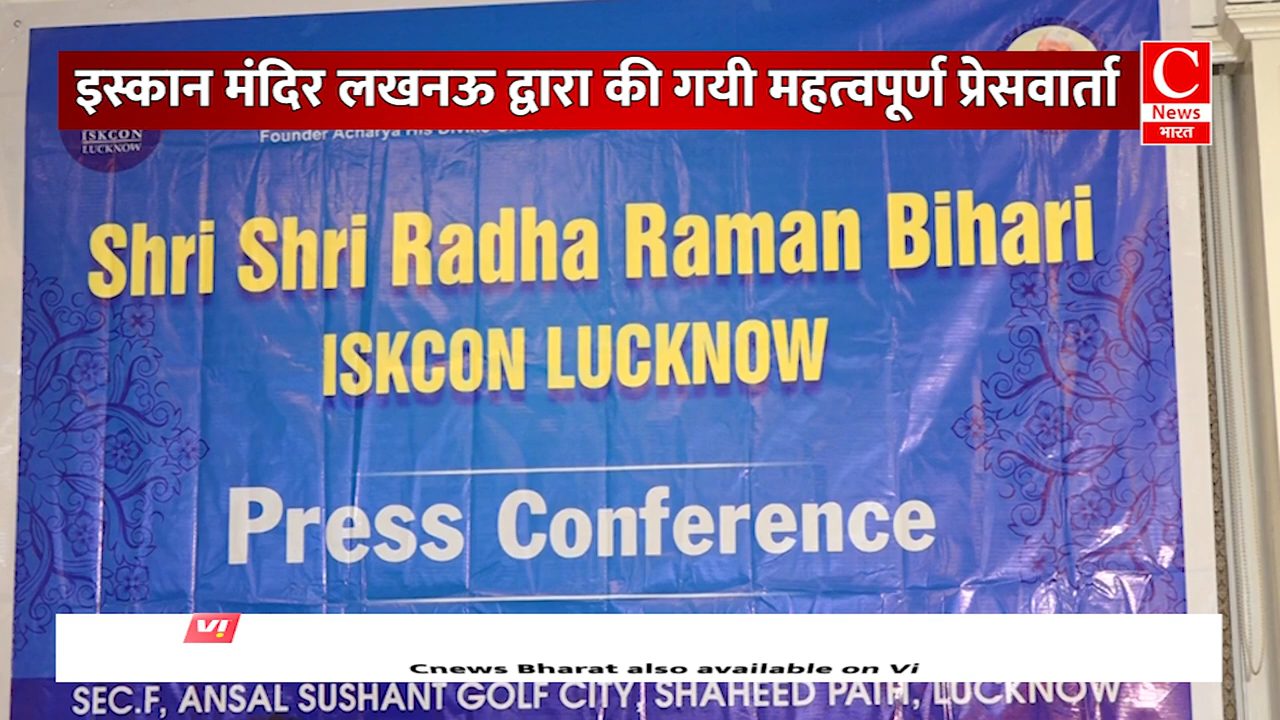 इस्कान मंदिर लखनऊ द्वारा की गयी महत्वपूर्ण प्रेसवार्ता
C
News
भारत
ISKCON
LUCKNOW
Founder Acharya His Divine
Shri Shri Radha Raman Bihari
ISKCON LUCKNOW
Press Conference
VI
Cnews Bharat also available on Vi
SEC.F, ANSAL SUSHANT GOLF CITY, SHAHEED PATH, LUCKNOW